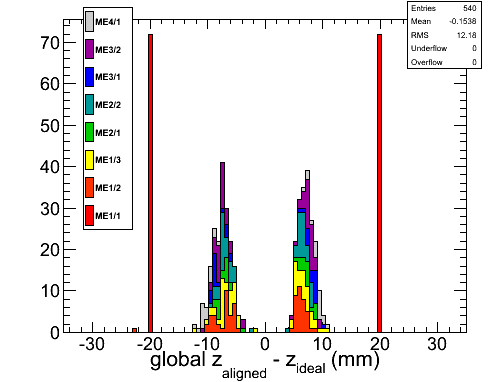 Entries 540
Mean -0.1538
RMS 12.18
Underflow 0
Overflow 0
ME4/1
ME3/2
ME3/1
ME2/2
ME2/1
ME1/3
ME1/2
ME1/1
70
60
50
40
30
20
10
0
-30 -20 -10 0 10 20 30
global z aligned - z ideal (mm)